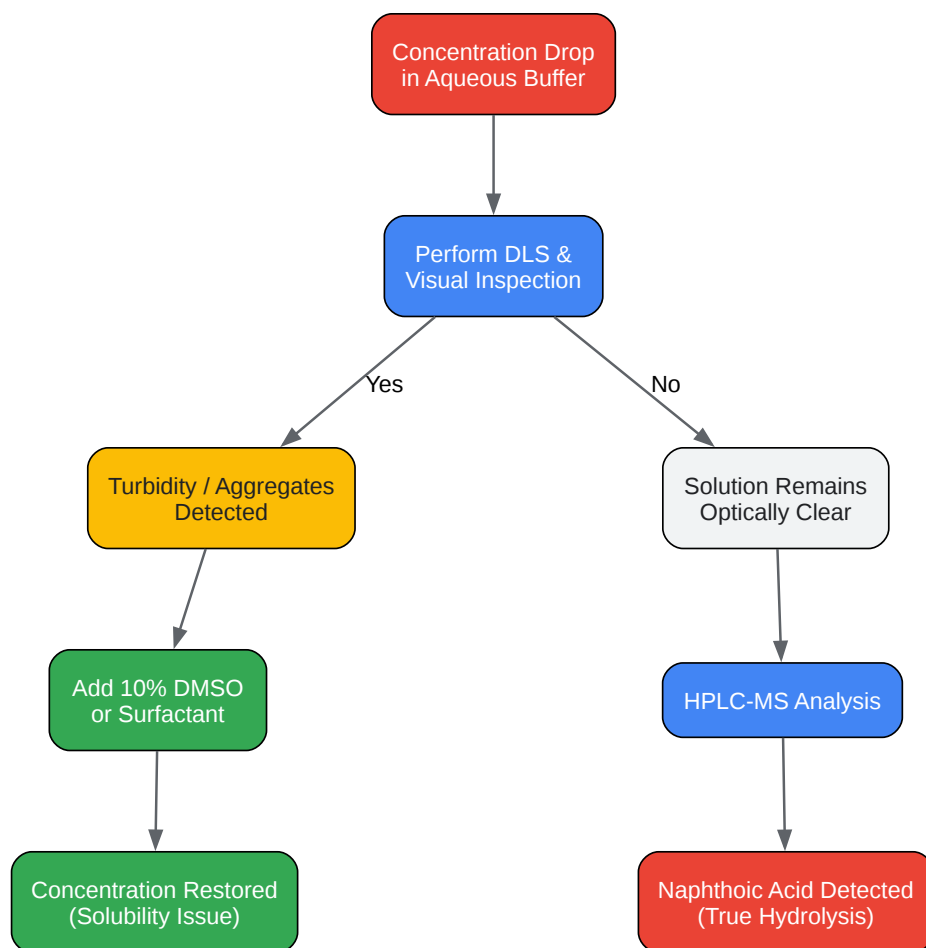 Concentration Drop
in Aqueous Buffer
Perform DLS &
Visual Inspection
Yes
No
Turbidity / Aggregates
Detected
Solution Remains
Optically Clear
Add 10% DMSO
or Surfactant
HPLC-MS Analysis
Concentration Restored
(Solubility Issue)
Naphthoic Acid Detected
(True Hydrolysis)